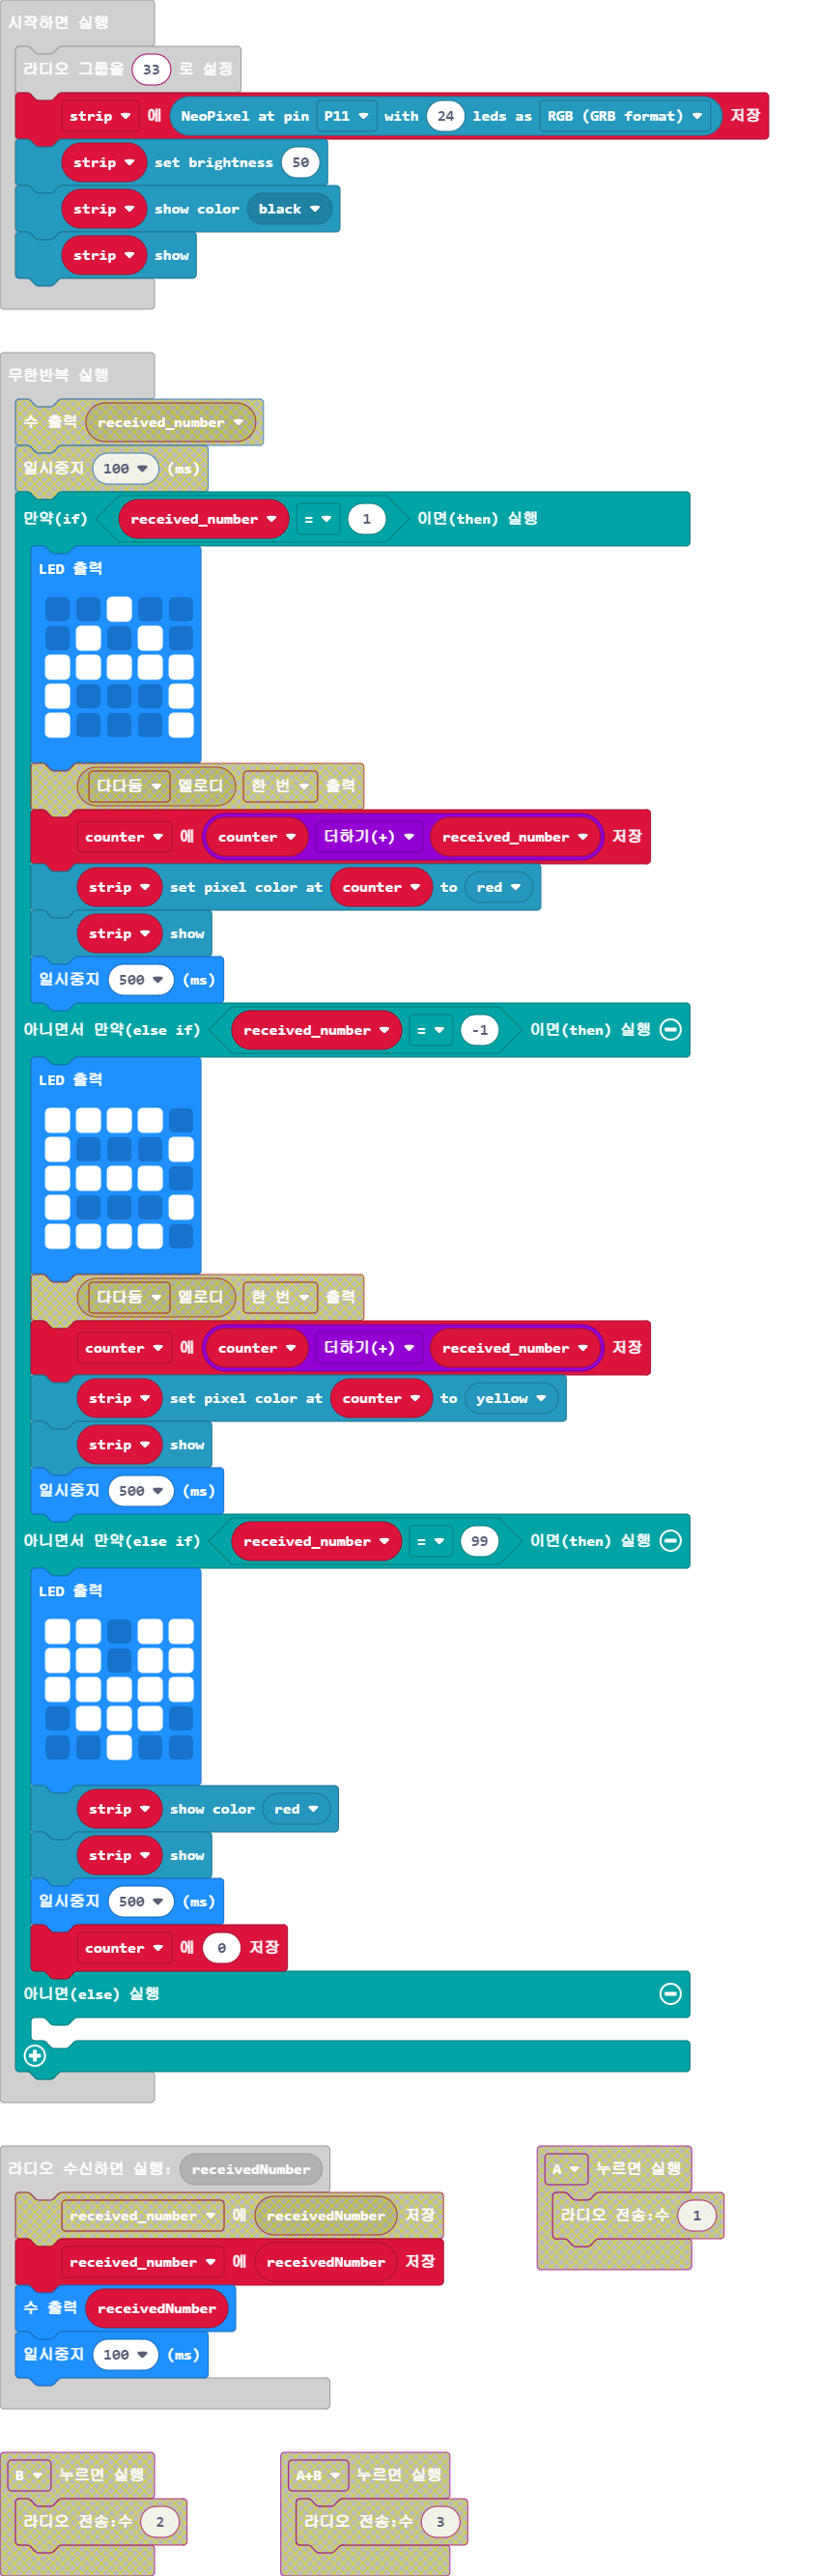 시작하면 실행
라디오 그룹을 33 로 설정
strip 에 NeoPixel at pin P11 with 24 leds as RGB (GRB format) 저장
strip set brightness 50
strip show color black
strip show
무한반복 실행
수 출력 received_number
일시중지 100 (ms)
만약(if) received_number = 1 이면(then) 실행
LED 출력
다다둠 멜로디 한 번 출력
counter 에 counter 더하기(+) received_number 저장
strip set pixel color at counter to red
strip show
일시중지 500 (ms)
아니면서 만약(else if) received_number = -1 이면(then) 실행
LED 출력
다다둠 멜로디 한 번 출력
counter 에 counter 더하기(+) received_number 저장
strip set pixel color at counter to yellow
strip show
일시중지 500 (ms)
아니면서 만약(else if) received_number = 99 이면(then) 실행
LED 출력
strip show color red
strip show
일시중지 500 (ms)
counter 에 0 저장
아니면(else) 실행
라디오 수신하면 실행: receivedNumber
received_number 에 receivedNumber 저장
received_number 에 receivedNumber 저장
수 출력 receivedNumber
일시중지 100 (ms)
A 누르면 실행
라디오 전송:수 1
B 누르면 실행
라디오 전송:수 2
A+B 누르면 실행
라디오 전송:수 3